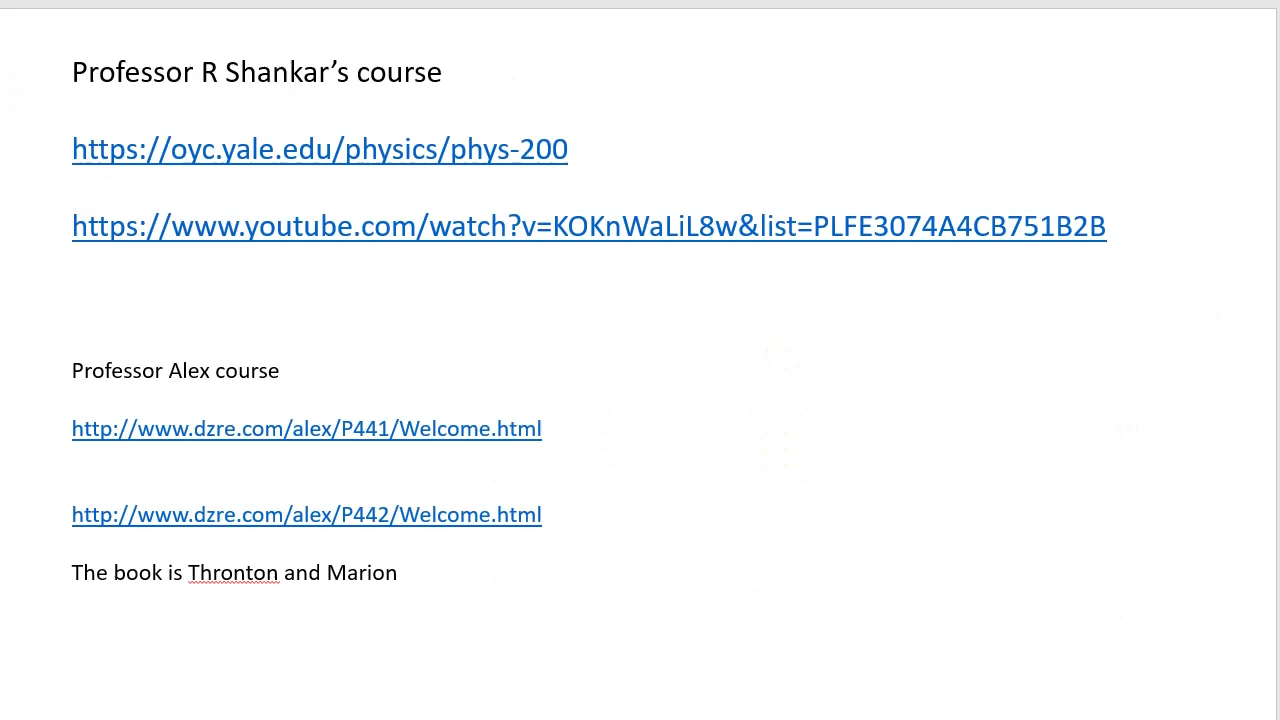 Professor R Shankar’s course
https://oyc.yale.edu/physics/phys-200
https://www.youtube.com/watch?v=KOKnWaLiL8w&list=PLFE3074A4CB751B2B
Professor Alex course
http://www.dzre.com/alex/P441/Welcome.html
http://www.dzre.com/alex/P442/Welcome.html
The book is Thronton and Marion